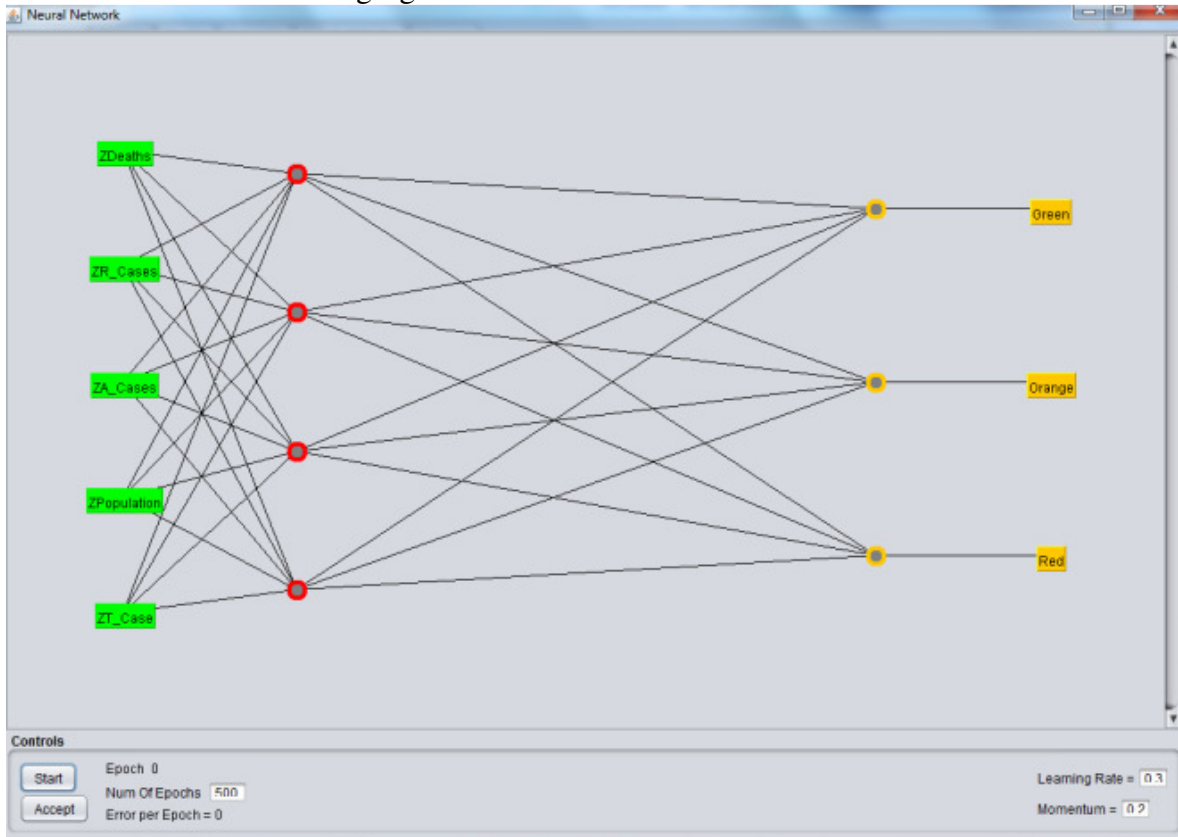 Neural Network
ZDeaths
ZR_Cases
ZA_Cases
ZPopulation
ZT_Case
Green
Orange
Red
Controls
Start
Accept
Epoch 0
Num Of Epochs 500
Error per Epoch = 0
Learning Rate = 0.3
Momentum = 0.2